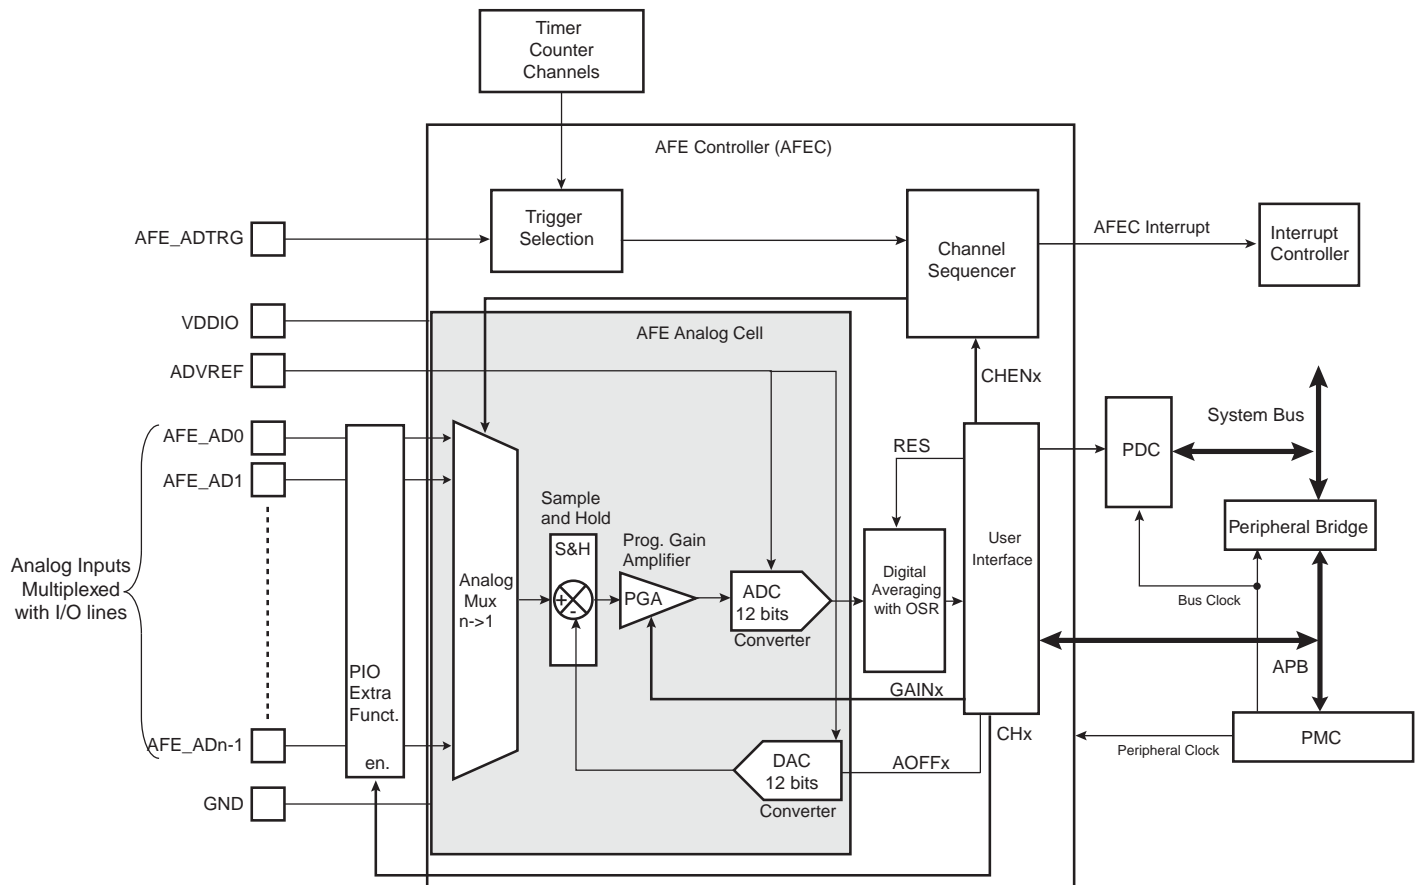 Timer
Counter
Channels
AFE Controller (AFEC)
Trigger
Selection
AFE_ADTRG
Channel
Sequencer
AFEC Interrupt
Interrupt
Controller
VDDIO
AFE Analog Cell
ADVREF
CHENx
System Bus
AFE_AD0
AFE_AD1
RES
PDC
Sample
and Hold
S&H
+
-
Prog. Gain
Amplifier
PGA
Analog
Mux
n->1
ADC
12 bits
Converter
Digital
Averaging
with OSR
User
Interface
Peripheral Bridge
Bus Clock
Analog Inputs
Multiplexed
with I/O lines
PIO
Extra
Funct.
en.
GAINx
APB
AFE_ADn-1
CHx
Peripheral Clock
PMC
DAC
12 bits
Converter
AOFFx
GND